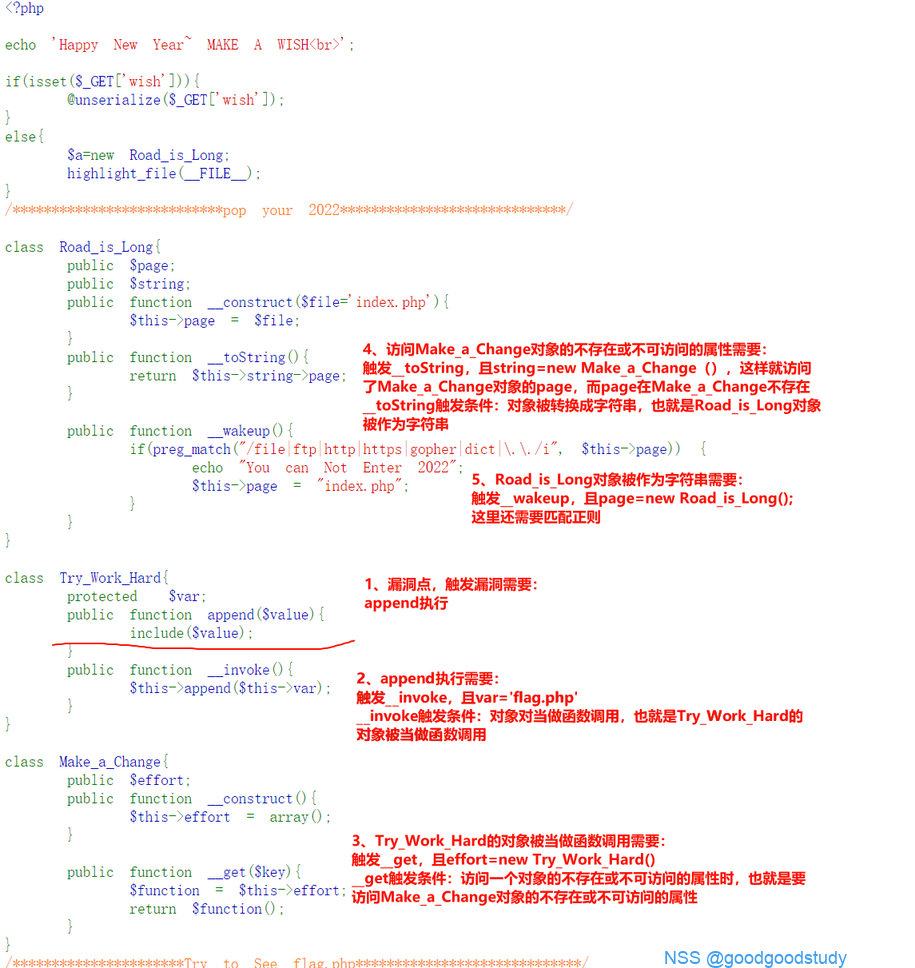 <?php
echo 'Happy New Year~ MAKE A WISH<br>';
if(isset($_GET['wish'])){
@unserialize($_GET['wish']);
}
else{
$a=new Road_is_Long;
highlight_file(__FILE__);
}
/***************************pop your 2022*****************************/
class Road_is_Long{
public $page;
public $string;
public function __construct($file='index.php'){
$this->page = $file;
}
public function __toString(){
return $this->string->page;
}
4、访问Make_a_Change对象的不存在或不可访问的属性需要:
触发__toString，且string=new Make_a_Change（）, 这样就访问
了Make_a_Change对象的page，而page在Make_a_Change不存在
__toString触发条件：对象被转换成字符串，也就是Road_is_Long对象
被作为字符串
public function __wakeup(){
if(preg_match("/file|ftp|http|https|gopher|dict|\.\./i", $this->page)) {
echo "You can Not Enter 2022";
$this->page = "index.php";
}
}
}
5、Road_is_Long对象被作为字符串需要:
触发__wakeup，且page=new Road_is_Long();
这里还需要匹配正则
class Try_Work_Hard{
protected $var;
public function append($value){
include($value);
}
1、漏洞点，触发漏洞需要:
append执行
public function __invoke(){
$this->append($this->var);
}
}
2、append执行需要:
触发__invoke，且var='flag.php'
__invoke触发条件：对象对当做函数调用，也就是Try_Work_Hard的
对象被当做函数调用
class Make_a_Change{
public $effort;
public function __construct(){
$this->effort = array();
}
public function __get($key){
$function = $this->effort;
return $function();
}
}
3、Try_Work_Hard的对象被当做函数调用需要:
触发__get，且effort=new Try_Work_Hard()
__get触发条件：访问一个对象的不存在或不可访问的属性时，也就是要
访问Make_a_Change对象的不存在或不可访问的属性
/**********************Try to See flag.php*****************************/
NSS @goodgoodstudy